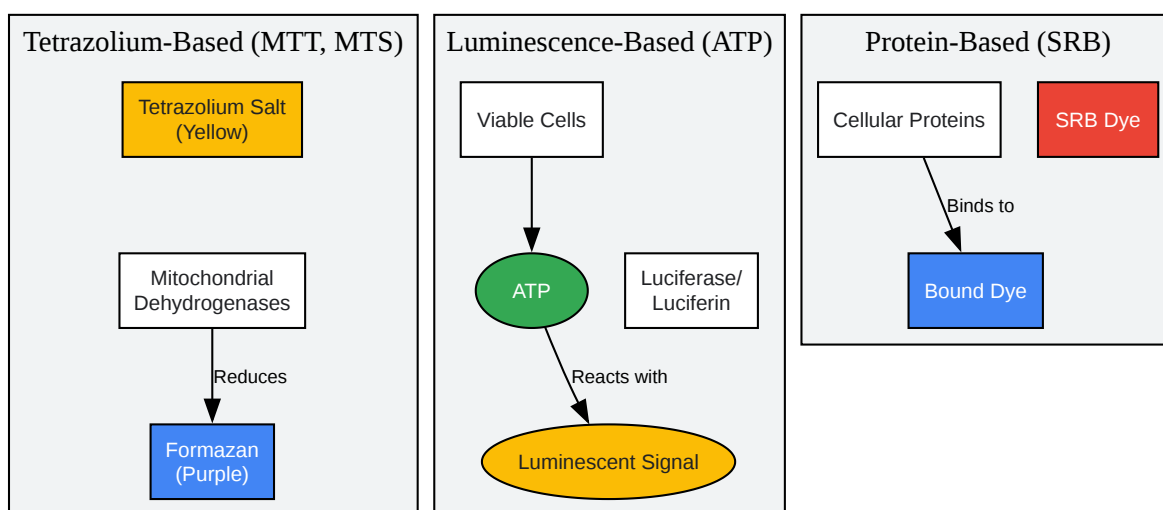 Tetrazolium-Based (MTT, MTS)
Tetrazolium Salt
(Yellow)
Mitochondrial
Dehydrogenases
Reduces
Formazan
(Purple)
Luminescence-Based (ATP)
Viable Cells
ATP
Luciferase/
Luciferin
Reacts with
Luminescent Signal
Protein-Based (SRB)
Cellular Proteins
SRB Dye
Binds to
Bound Dye